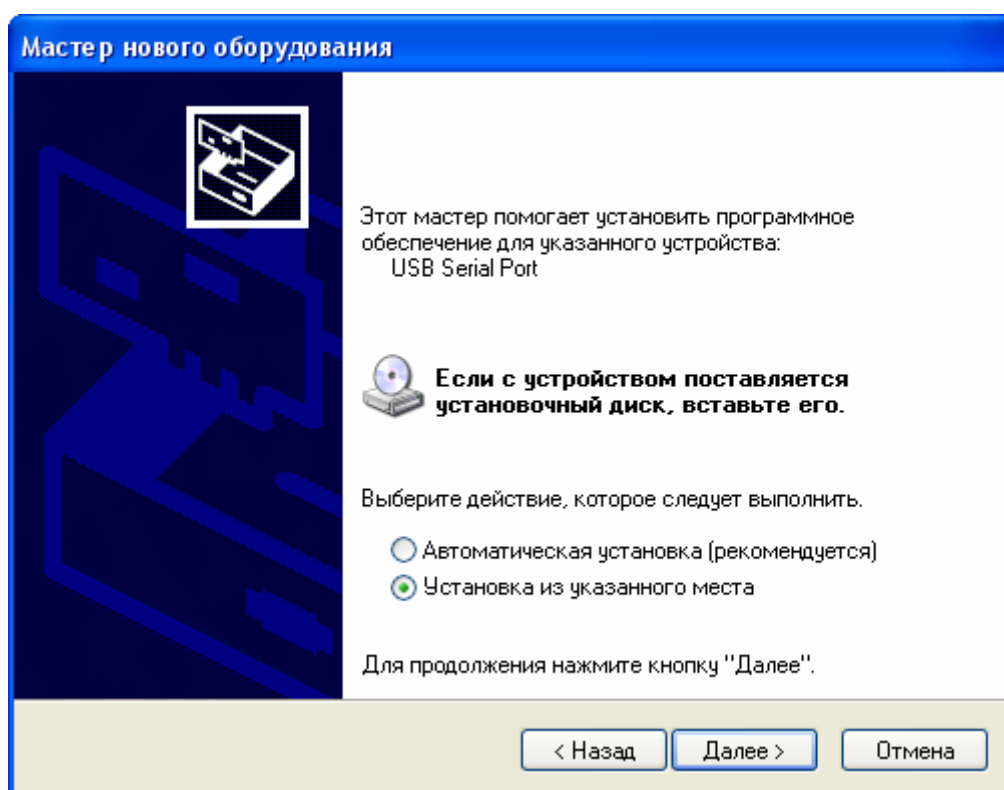 Мастер нового оборудования
Этот мастер помогает установить программное
обеспечение для указанного устройства:
USB Serial Port
Если с устройством поставляется
установочный диск, вставьте его.
Выберите действие, которое следует выполнить.
Автоматическая установка (рекомендуется)
Установка из указанного места
Для продолжения нажмите кнопку "Далее".
< Назад
Далее >
Отмена